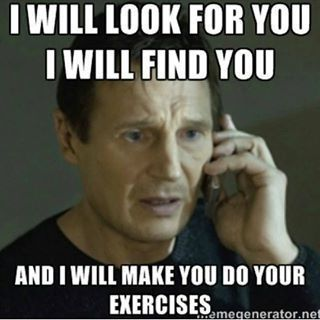 I WILL LOOK FOR YOU
I WILL FIND YOU
AND I WILL MAKE YOU DO YOUR
EXERCISES
memegenerator.net